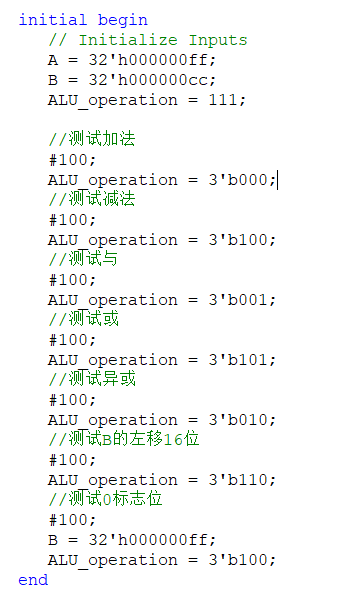 initial begin
// Initialize Inputs
A = 32'h000000ff;
B = 32'h000000cc;
ALU_operation = 111;
//测试加法
#100;
ALU_operation = 3'b000;
//测试减法
#100;
ALU_operation = 3'b100;
//测试与
#100;
ALU_operation = 3'b001;
//测试或
#100;
ALU_operation = 3'b101;
//测试异或
#100;
ALU_operation = 3'b010;
//测试B的左移16位
#100;
ALU_operation = 3'b110;
//测试0标志位
#100;
B = 32'h000000ff;
ALU_operation = 3'b100;
end